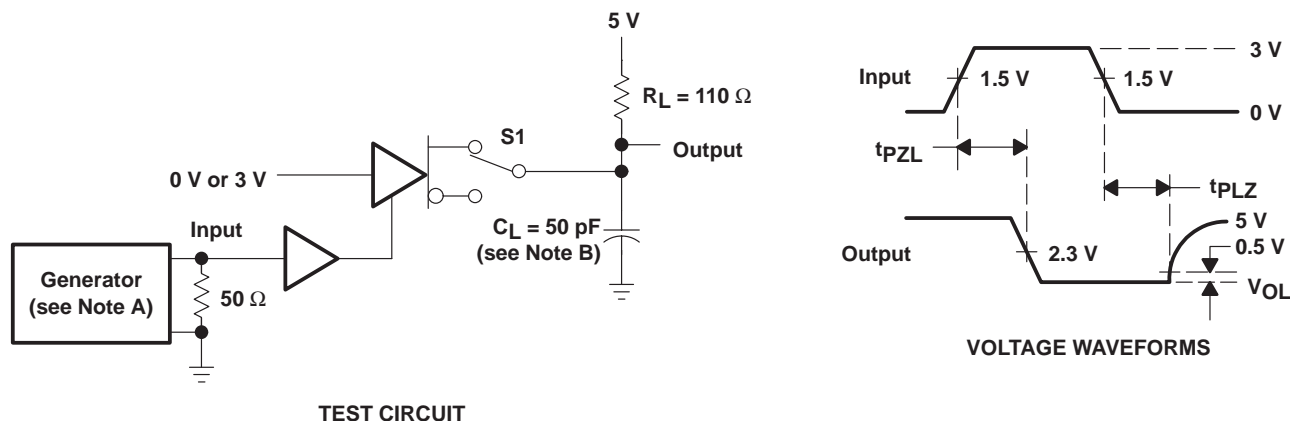 5 V
RL = 110 Ω
S1
Output
0 V or 3 V
Input
CL = 50 pF
(see Note B)
Generator
(see Note A)
50 Ω
TEST CIRCUIT
3 V
Input
1.5 V
1.5 V
0 V
tPZL
tPLZ
5 V
Output
2.3 V
0.5 V
VOL
VOLTAGE WAVEFORMS